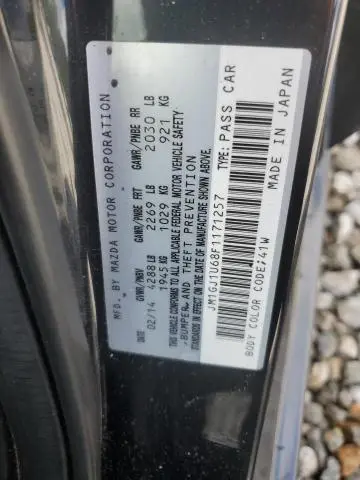 MFD. BY MAZDA MOTOR CORPORATION
DATE GVWR/PNBV GAWR/PNBE FRT GAWR/PNBE RR
02/14 4288 LB 2269 LB 2030 LB
1945 KG 1029 KG 921 KG
THIS VEHICLE CONFORMS TO ALL APPLICABLE FEDERAL MOTOR VEHICLE SAFETY,
BUMPER, AND THEFT PREVENTION
STANDARDS IN EFFECT ON THE DATE OF MANUFACTURE SHOWN ABOVE.
JM1GJ1U68F1171257 TYPE: PASS CAR
BODY COLOR CODE:41W MADE IN JAPAN